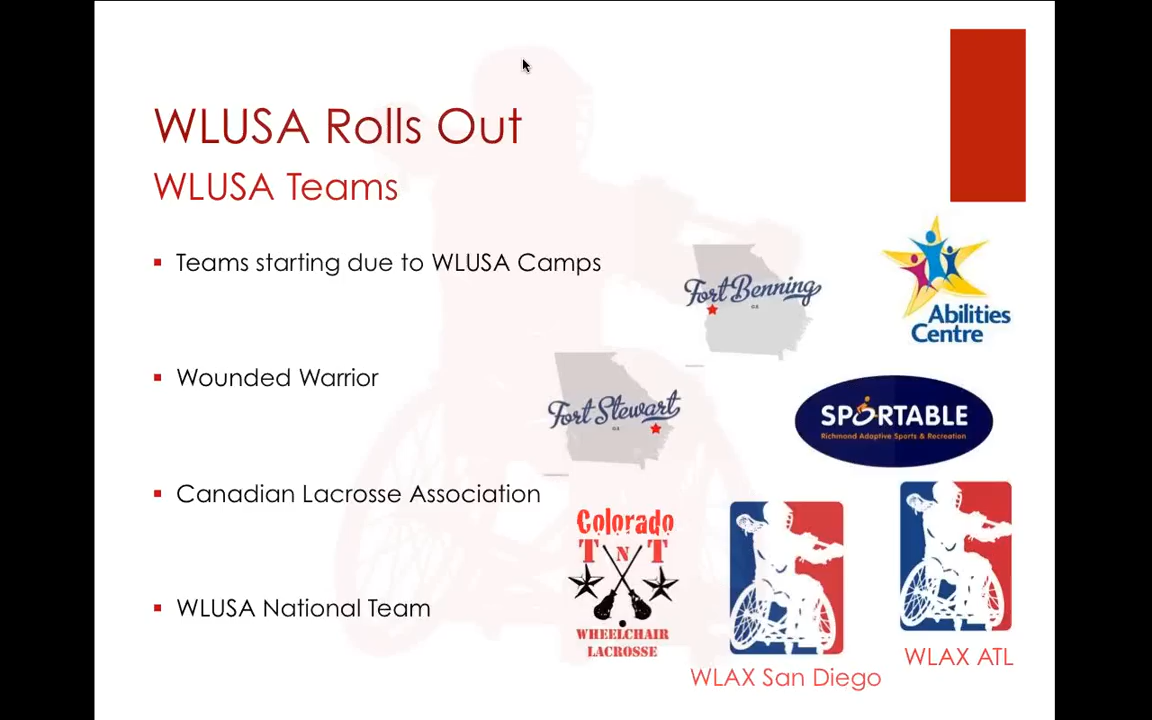 WLUSA Rolls Out
WLUSA Teams
Teams starting due to WLUSA Camps
Wounded Warrior
Canadian Lacrosse Association
WLUSA National Team
Fort Benning
Abilities
Centre
Fort Stewart
SPORTABLE
Richmond Adaptive Sports & Recreation
Colorado
T N T
WHEELCHAIR
LACROSSE
WLAX San Diego
WLAX ATL